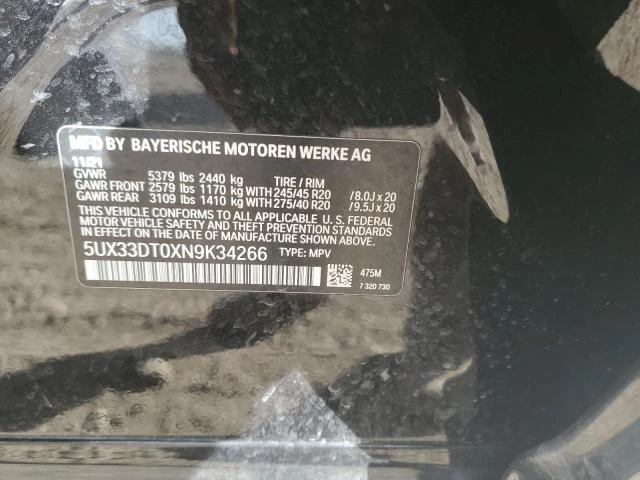 MFD BY BAYERISCHE MOTOREN WERKE AG
11/21
GVWR 5379 lbs 2440 kg TIRE / RIM
GAWR FRONT 2579 lbs 1170 kg WITH 245/45 R20 /8.0J x 20
GAWR REAR 3109 lbs 1410 kg WITH 275/40 R20 /9.5J x 20
THIS VEHICLE CONFORMS TO ALL APPLICABLE U. S. FEDERAL
MOTOR VEHICLE SAFETY AND THEFT PREVENTION STANDARDS
IN EFFECT ON THE DATE OF MANUFACTURE SHOWN ABOVE.
5UX33DT0XN9K34266 TYPE: MPV
475M
7 320 730